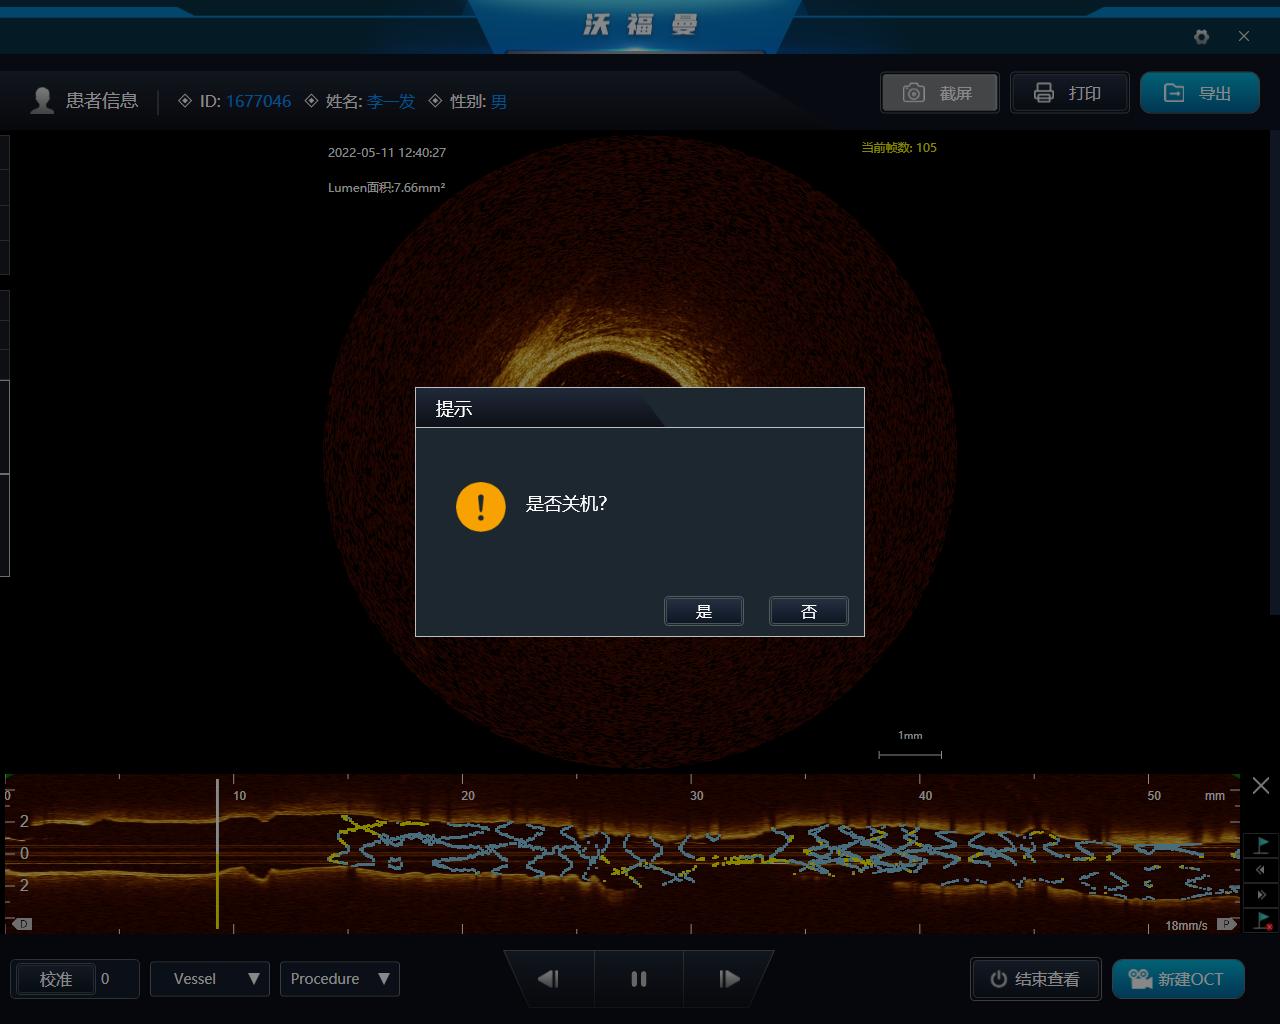 沃福曼
患者信息 ID: 1677046 姓名: 李一发 性别: 男
截屏 打印 导出
2022-05-11 12:40:27
当前帧数: 105
Lumen面积:7.66mm²
提示
是否关机?
是 否
1mm
0 10 20 30 40 50 mm
2
0
2
D 18mm/s P
校准 0 Vessel Procedure 结束查看 新建OCT